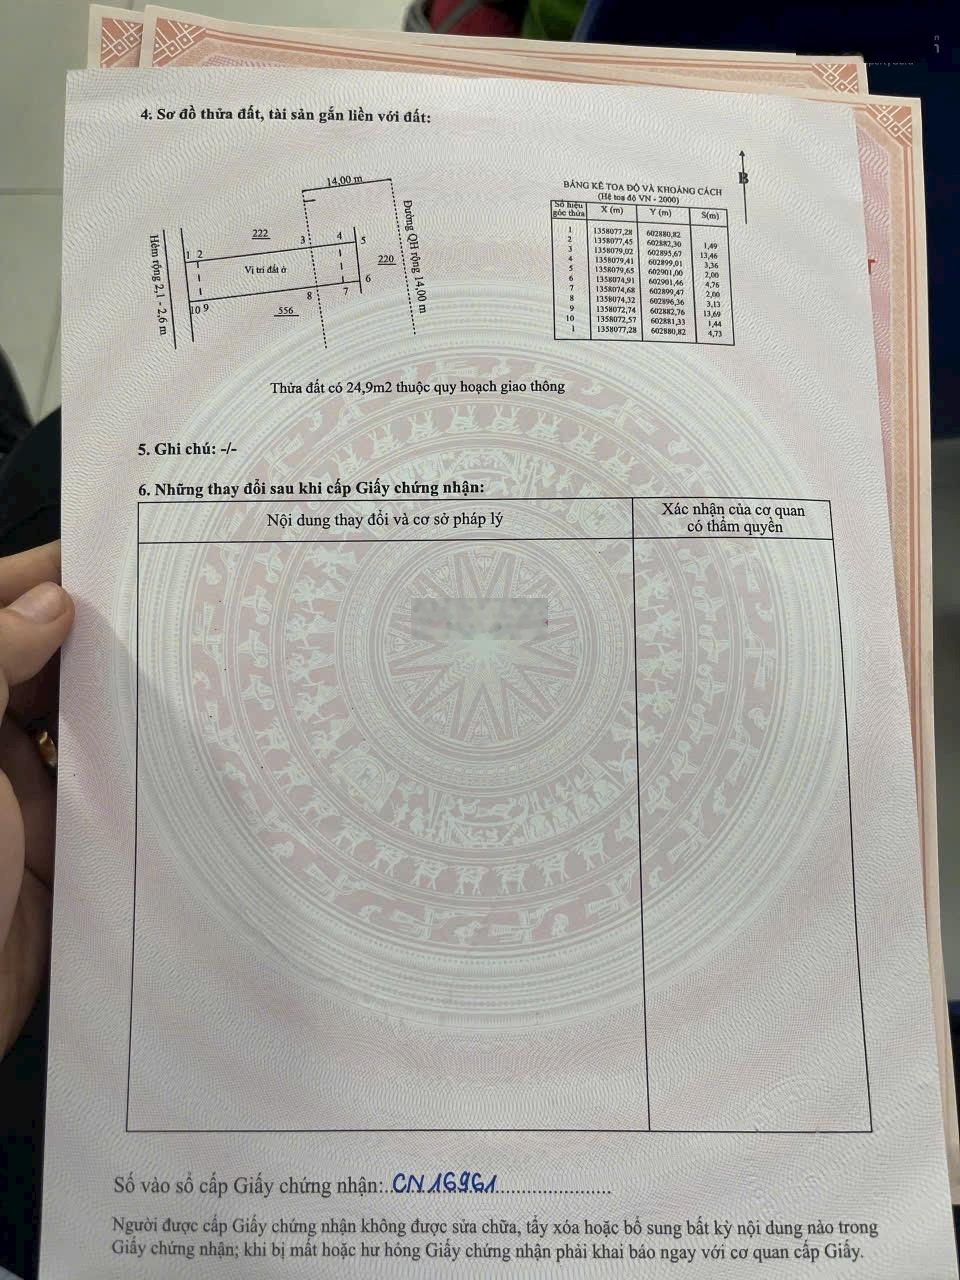 4. Sơ đồ thửa đất, tài sản gắn liền với đất:
14,00 m
B
222
3
4
5
Đường QH rộng 14,00 m
220
1 2
Vị trí đất ở
6
7
8
10 9
556
Hẻm rộng 2,1 - 2,6 m
BẢNG KÊ TOẠ ĐỘ VÀ KHOẢNG CÁCH
(Hệ toạ độ VN - 2000)
Số hiệu góc thửa X (m) Y (m) S(m)
1 1358077,28 602880,82
1,49
2 1358077,45 602882,30
13,46
3 1358079,02 602895,67
3,36
4 1358079,41 602899,01
2,00
5 1358079,65 602901,00
4,76
6 1358074,91 602901,46
2,00
7 1358074,68 602899,47
3,13
8 1358074,32 602896,36
13,69
9 1358072,74 602882,76
1,44
10 1358072,57 602881,33
4,73
1 1358077,28 602880,82
Thửa đất có 24,9m2 thuộc quy hoạch giao thông
5. Ghi chú: -/-
6. Những thay đổi sau khi cấp Giấy chứng nhận:
Nội dung thay đổi và cơ sở pháp lý
Xác nhận của cơ quan
có thẩm quyền
Số vào sổ cấp Giấy chứng nhận: CN16961
Người được cấp Giấy chứng nhận không được sửa chữa, tẩy xóa hoặc bổ sung bất kỳ nội dung nào trong
Giấy chứng nhận; khi bị mất hoặc hư hỏng Giấy chứng nhận phải khai báo ngay với cơ quan cấp Giấy.